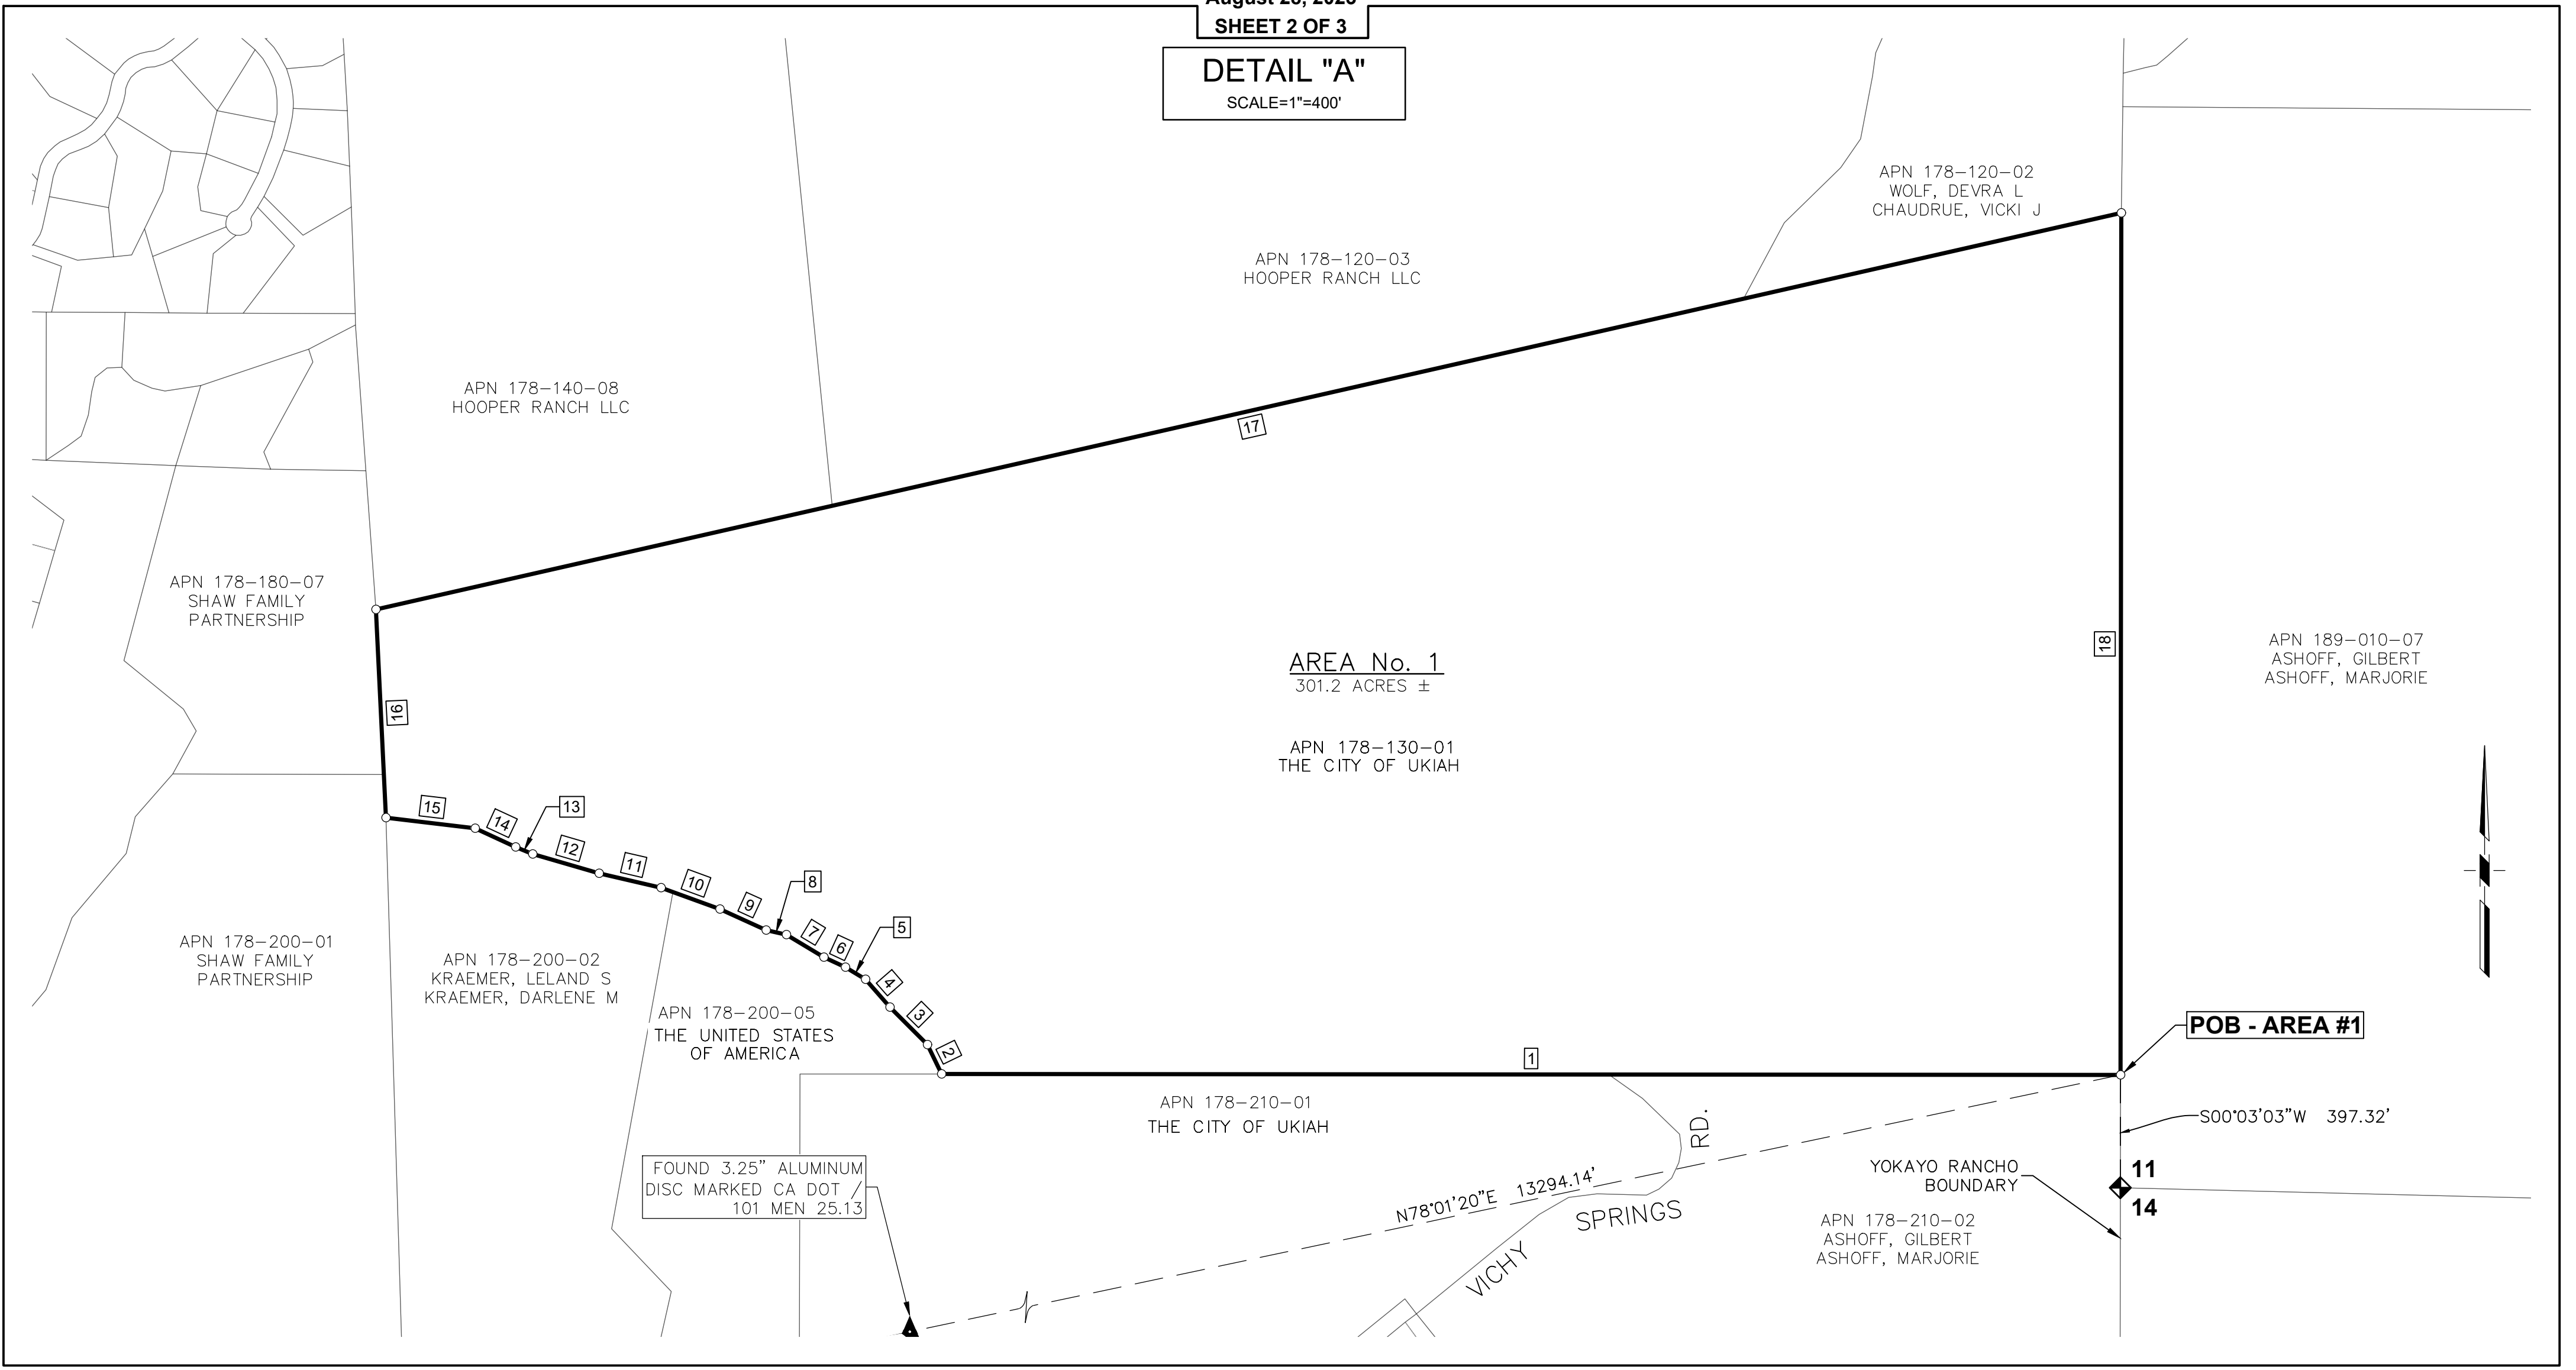 SHEET 2 OF 3
DETAIL "A"
SCALE=1"=400'
APN 178-120-02
WOLF, DEVRA L
CHAUDRUE, VICKI J
APN 178-120-03
HOOPER RANCH LLC
APN 178-140-08
HOOPER RANCH LLC
17
APN 178-180-07
SHAW FAMILY
PARTNERSHIP
18
APN 189-010-07
ASHOFF, GILBERT
ASHOFF, MARJORIE
AREA No. 1
301.2 ACRES ±
APN 178-130-01
THE CITY OF UKIAH
16
15
14
13
12
11
10
9
8
7
6
5
4
3
2
1
APN 178-200-01
SHAW FAMILY
PARTNERSHIP
APN 178-200-02
KRAEMER, LELAND S
KRAEMER, DARLENE M
APN 178-200-05
THE UNITED STATES
OF AMERICA
POB - AREA #1
APN 178-210-01
THE CITY OF UKIAH
S00°03'03"W 397.32'
FOUND 3.25" ALUMINUM
DISC MARKED CA DOT /
101 MEN 25.13
N78°01'20"E 13294.14'
VICHY
SPRINGS
RD.
YOKAYO RANCHO
BOUNDARY
11
14
APN 178-210-02
ASHOFF, GILBERT
ASHOFF, MARJORIE